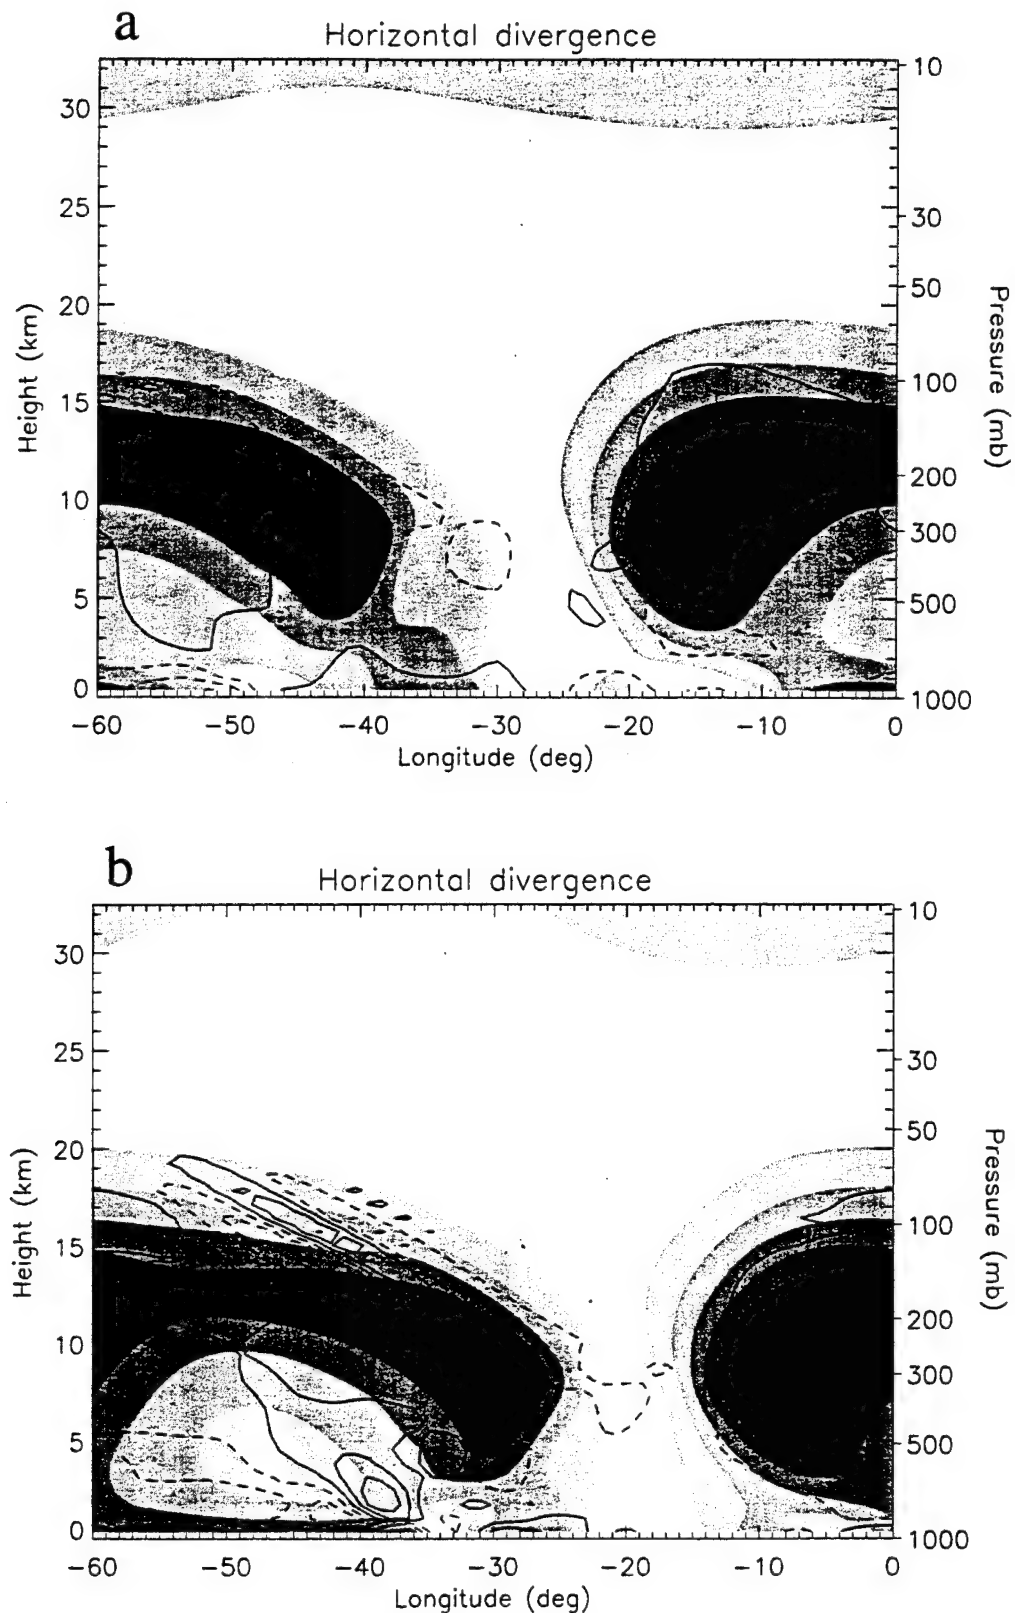 a
Horizontal divergence
30
25
20
15
10
5
0
Height (km)
10
30
50
100
200
300
500
1000
Pressure (mb)
−60 −50 −40 −30 −20 −10 0
Longitude (deg)
b
Horizontal divergence
30
25
20
15
10
5
0
Height (km)
10
30
50
100
200
300
500
1000
Pressure (mb)
−60 −50 −40 −30 −20 −10 0
Longitude (deg)